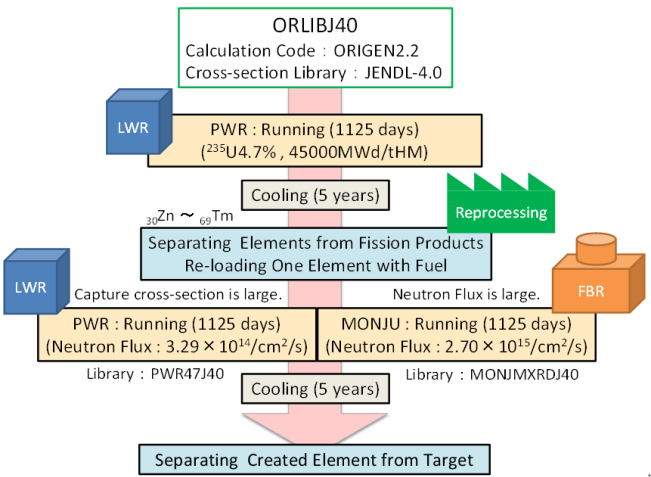 ORLIBJ40
Calculation Code : ORIGEN2.2
Cross-section Library : JENDL-4.0
LWR
PWR : Running (1125 days)
(²³⁵U4.7% , 45000MWd/tHM)
Cooling (5 years)
Reprocessing
₃₀Zn ～ ₆₉Tm
Separating Elements from Fission Products
Re-loading One Element with Fuel
LWR
FBR
Capture cross-section is large.
Neutron Flux is large.
PWR : Running (1125 days)
(Neutron Flux : 3.29 × 10¹⁴/cm²/s)
MONJU : Running (1125 days)
(Neutron Flux : 2.70 × 10¹⁵/cm²/s)
Library : PWR47J40
Library : MONJMXRDJ40
Cooling (5 years)
Separating Created Element from Target